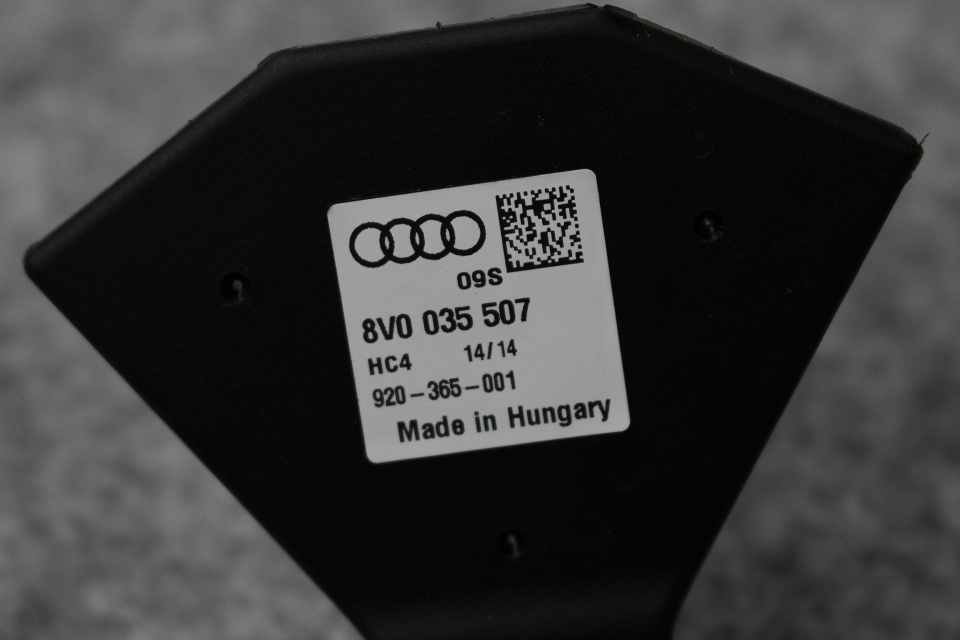 09S
8V0 035 507
HC4 14/14
920-365-001
Made in Hungary